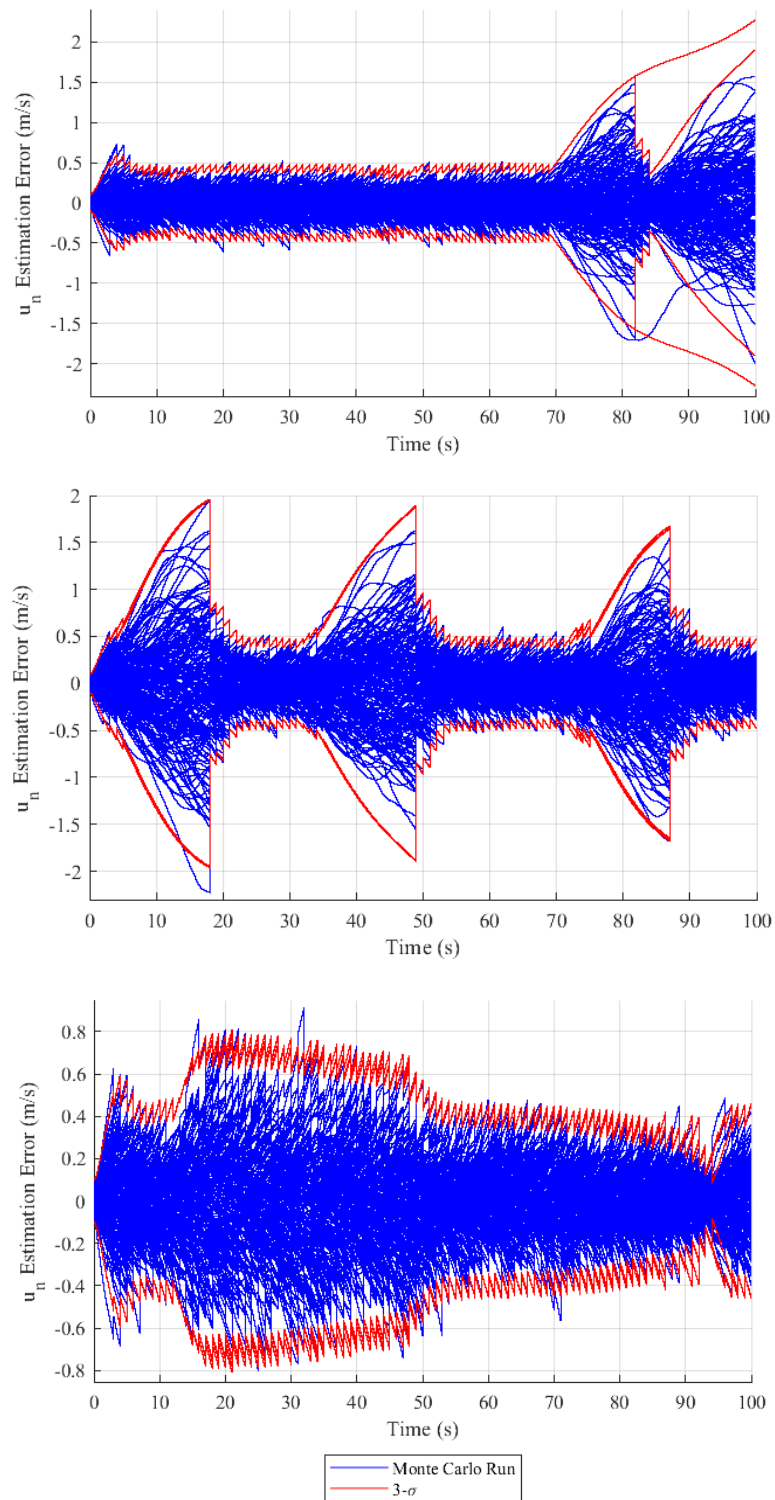 2
1.5
1
0.5
0
-0.5
-1
-1.5
-2
u_n Estimation Error (m/s)
0 10 20 30 40 50 60 70 80 90 100
Time (s)
2
1.5
1
0.5
0
-0.5
-1
-1.5
-2
u_n Estimation Error (m/s)
0 10 20 30 40 50 60 70 80 90 100
Time (s)
0.8
0.6
0.4
0.2
0
-0.2
-0.4
-0.6
-0.8
u_n Estimation Error (m/s)
0 10 20 30 40 50 60 70 80 90 100
Time (s)
Monte Carlo Run
3-σ